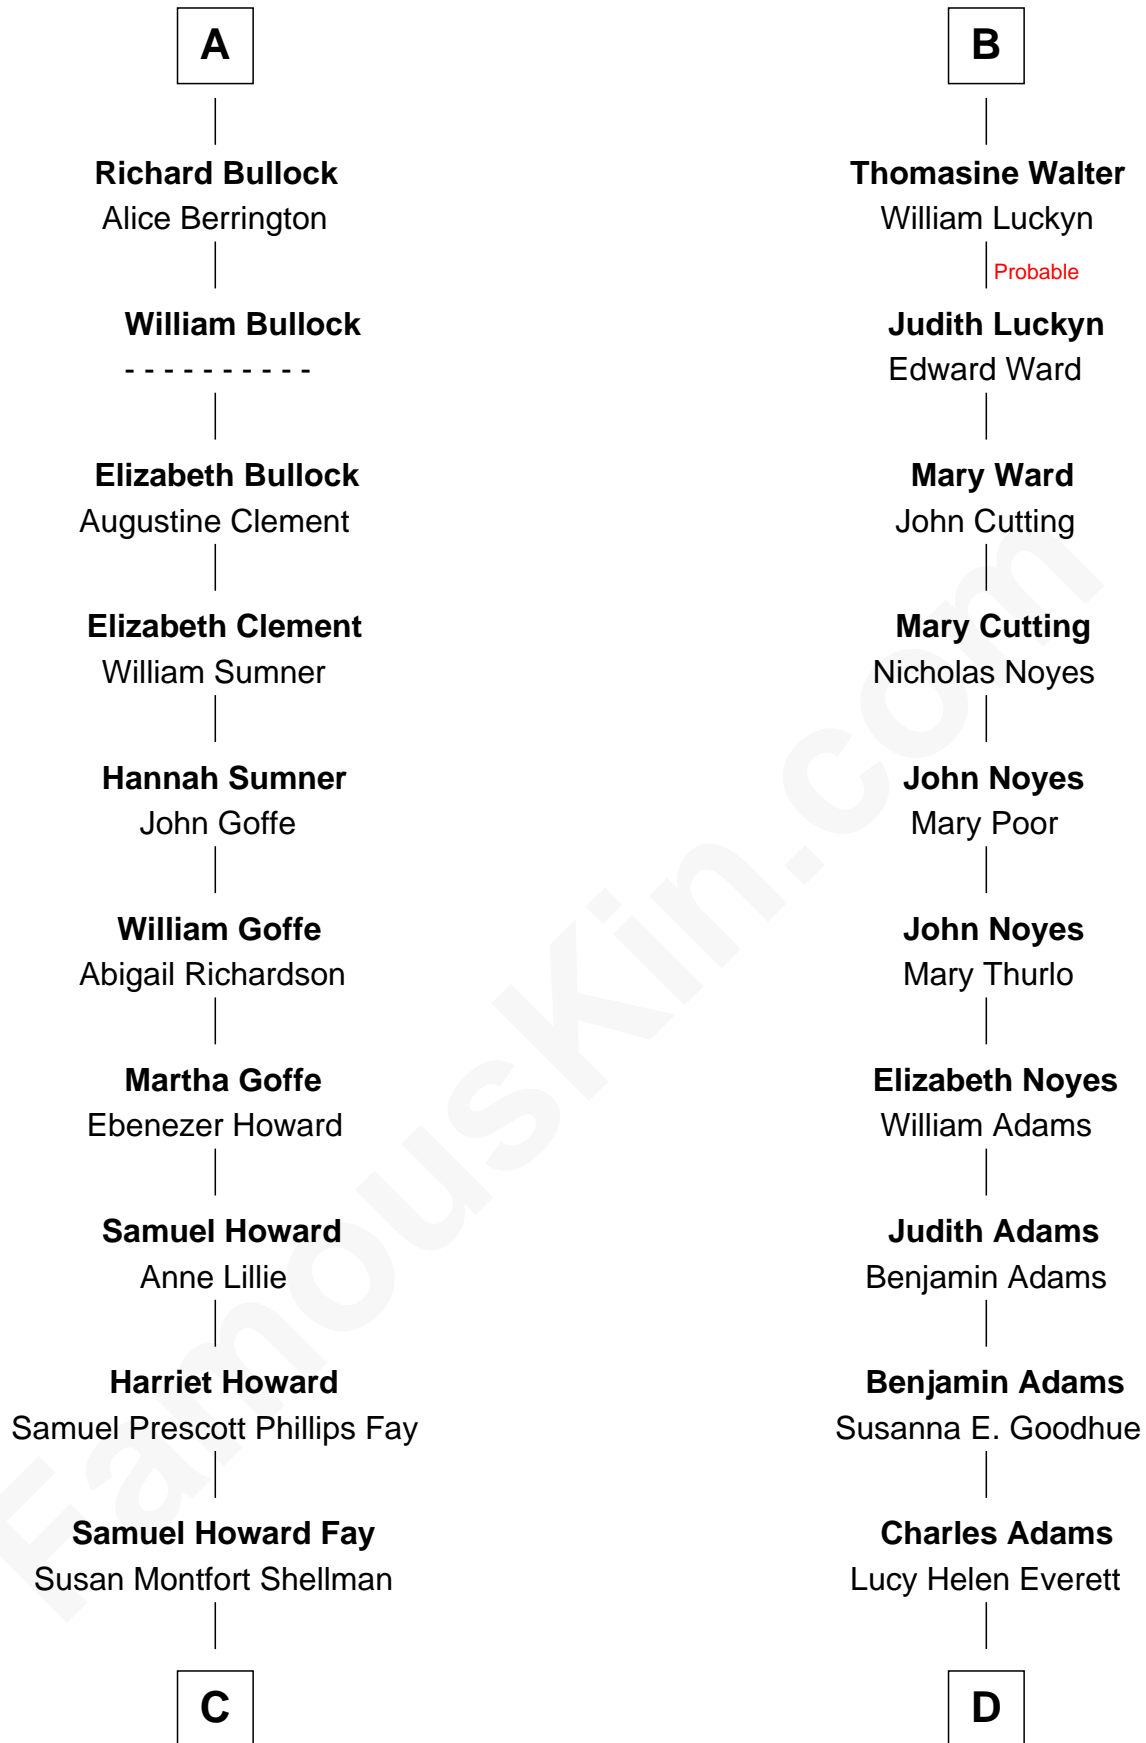 A
Richard Bullock
Alice Berrington
William Bullock
- - - - - - - - - -
Elizabeth Bullock
Augustine Clement
Elizabeth Clement
William Sumner
Hannah Sumner
John Goffe
William Goffe
Abigail Richardson
Martha Goffe
Ebenezer Howard
Samuel Howard
Anne Lillie
Harriet Howard
Samuel Prescott Phillips Fay
Samuel Howard Fay
Susan Montfort Shellman
C
B
Thomasine Walter
William Luckyn
Probable
Judith Luckyn
Edward Ward
Mary Ward
John Cutting
Mary Cutting
Nicholas Noyes
John Noyes
Mary Poor
John Noyes
Mary Thurlo
Elizabeth Noyes
William Adams
Judith Adams
Benjamin Adams
Benjamin Adams
Susanna E. Goodhue
Charles Adams
Lucy Helen Everett
D
FamousKin.com